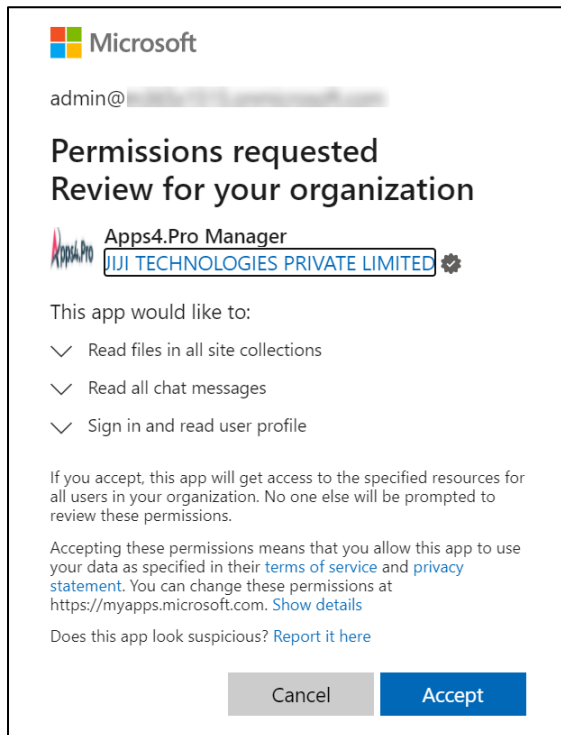 Microsoft
admin@
Permissions requested
Review for your organization
Apps4.Pro
Apps4.Pro Manager
JIJI TECHNOLOGIES PRIVATE LIMITED
This app would like to:
Read files in all site collections
Read all chat messages
Sign in and read user profile
If you accept, this app will get access to the specified resources for
all users in your organization. No one else will be prompted to
review these permissions.
Accepting these permissions means that you allow this app to use
your data as specified in their terms of service and privacy
statement. You can change these permissions at
https://myapps.microsoft.com. Show details
Does this app look suspicious? Report it here
Cancel Accept